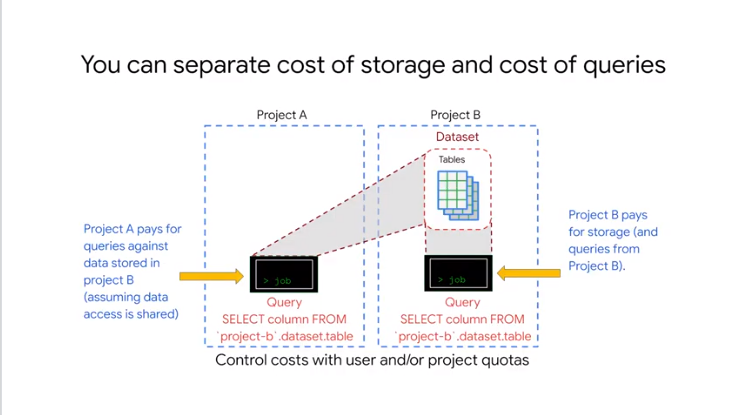 You can separate cost of storage and cost of queries
Project A
Project B
Dataset
Tables
Project A pays for
queries against
data stored in
project B
(assuming data
access is shared)
> job
Query
SELECT column FROM
`project-b`.dataset.table
> job
Query
SELECT column FROM
`project-b`.dataset.table
Project B pays
for storage (and
queries from
Project B).
Control costs with user and/or project quotas